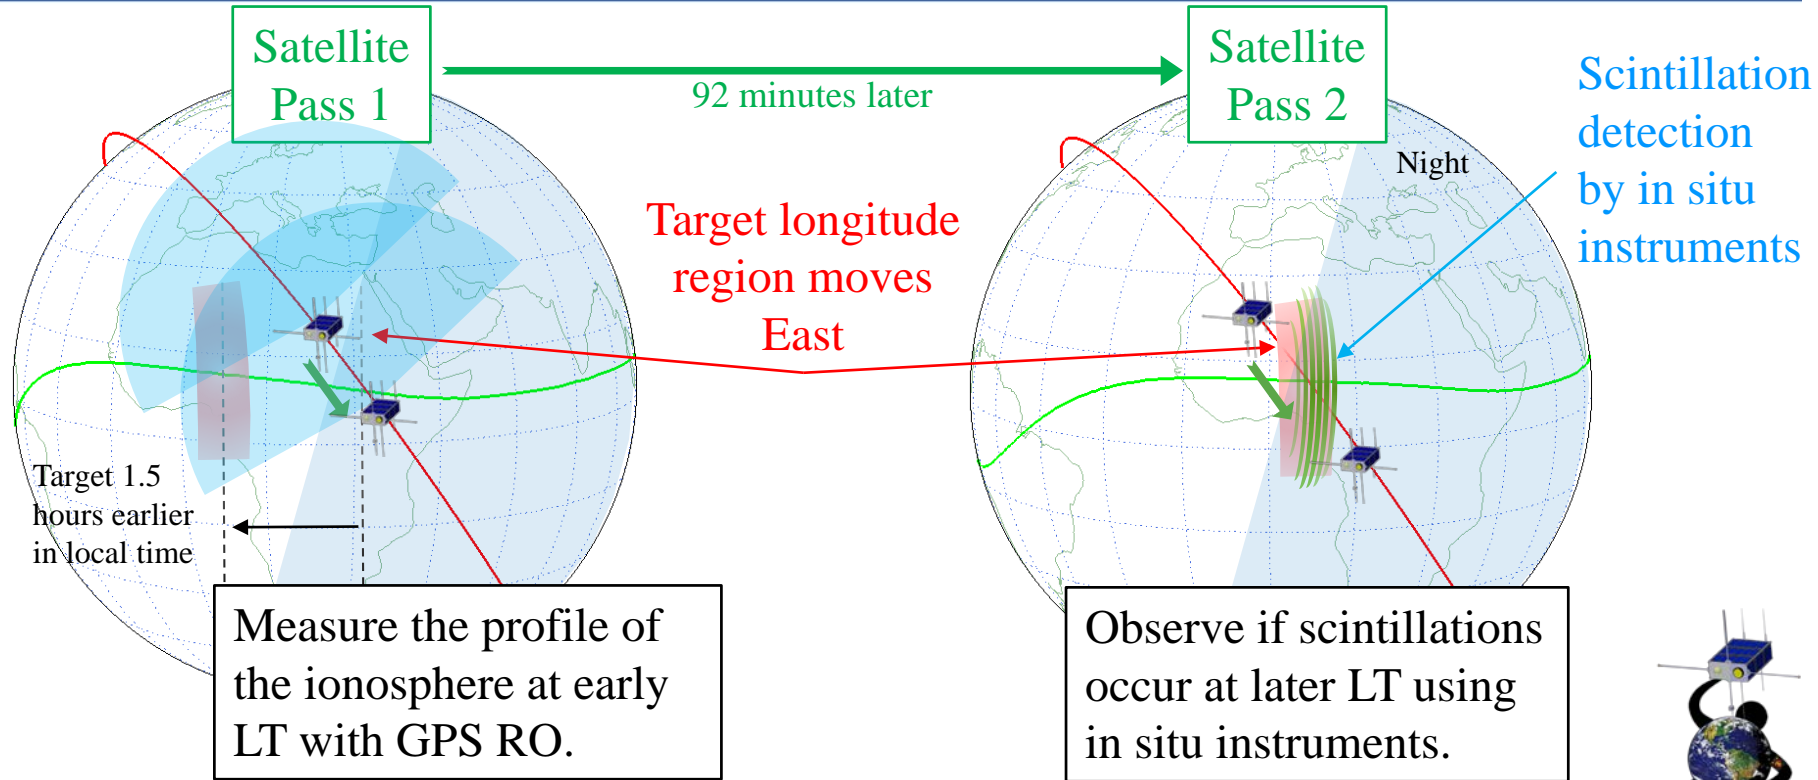 Satellite
Pass 1
92 minutes later
Satellite
Pass 2
Scintillation
detection
by in situ
instruments
Night
Target longitude
region moves
East
Target 1.5
hours earlier
in local time
Measure the profile of
the ionosphere at early
LT with GPS RO.
Observe if scintillations
occur at later LT using
in situ instruments.